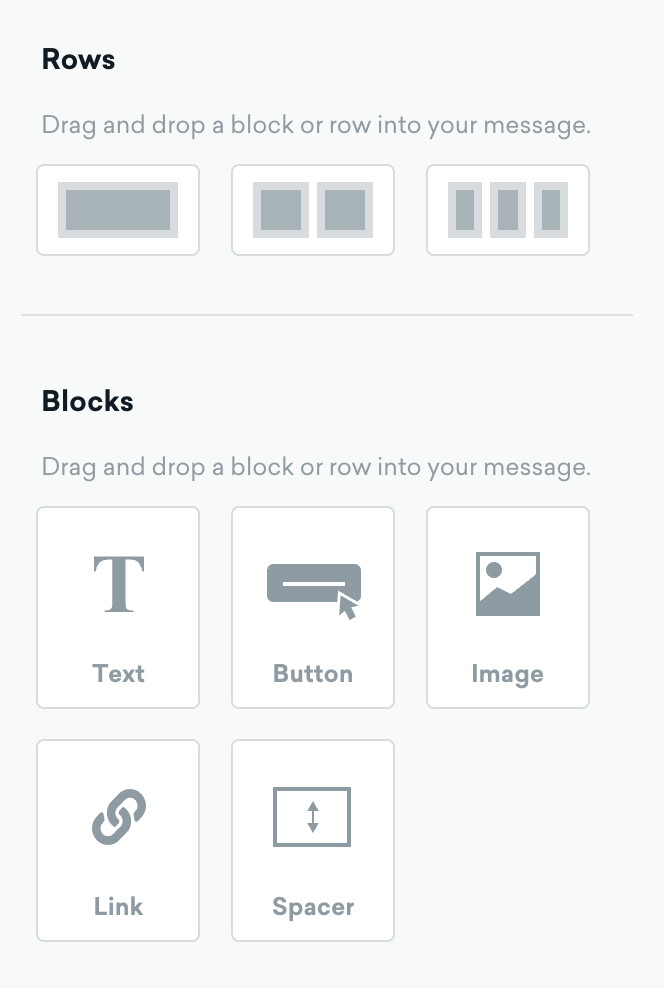 Rows
Drag and drop a block or row into your message.
Blocks
Drag and drop a block or row into your message.
Text
Button
Image
Link
Spacer